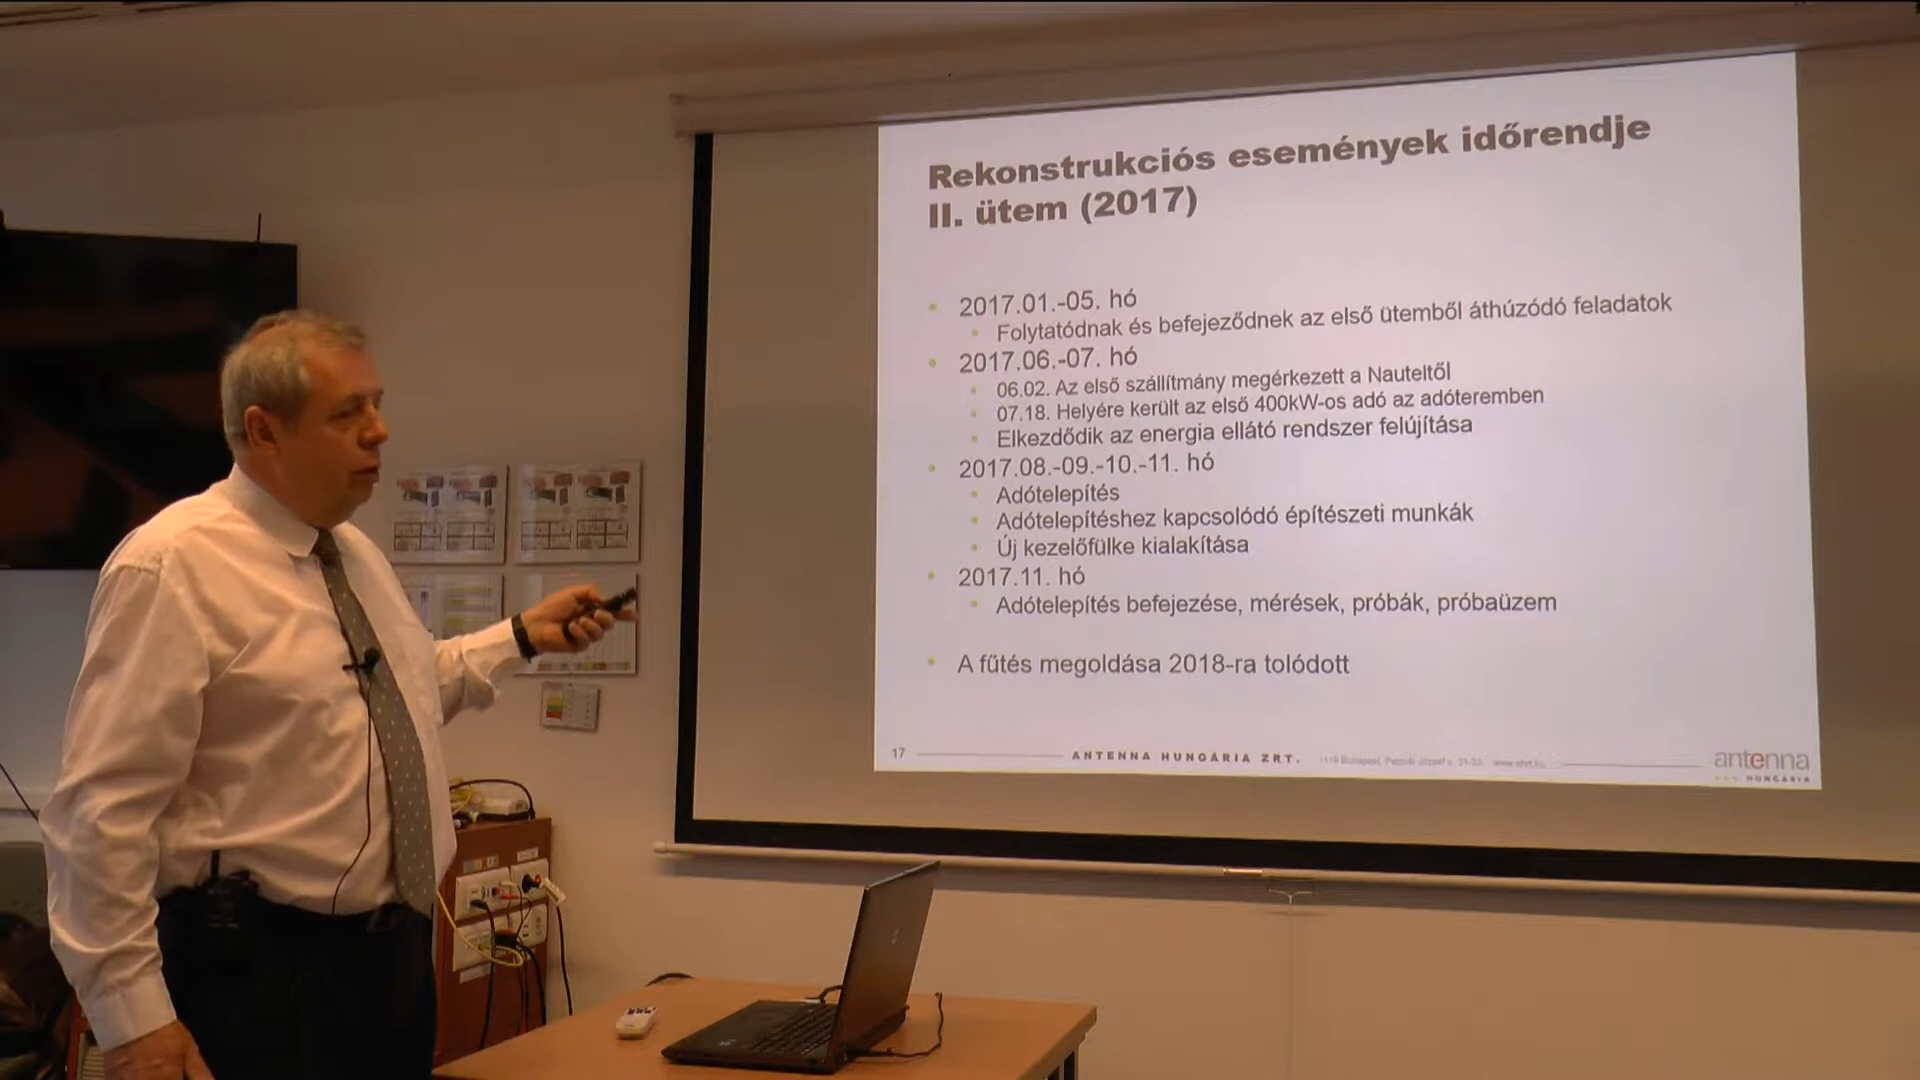 Rekonstrukciós események időrendje
II. ütem (2017)
2017.01.-05. hó
Folytatódnak és befejeződnek az első ütemből áthúzódó feladatok
2017.06.-07. hó
06.02. Az első szállítmány megérkezett a Nauteltől
07.18. Helyére került az első 400kW-os adó az adóteremben
Elkezdődik az energia ellátó rendszer felújítása
2017.08.-09.-10.-11. hó
Adótelepítés
Adótelepítéshez kapcsolódó építészeti munkák
Új kezelőfülke kialakítása
2017.11. hó
Adótelepítés befejezése, mérések, próbák, próbaüzem
A fűtés megoldása 2018-ra tolódott
17
ANTENNA HUNGÁRIA ZRT.
antenna
HUNGÁRIA